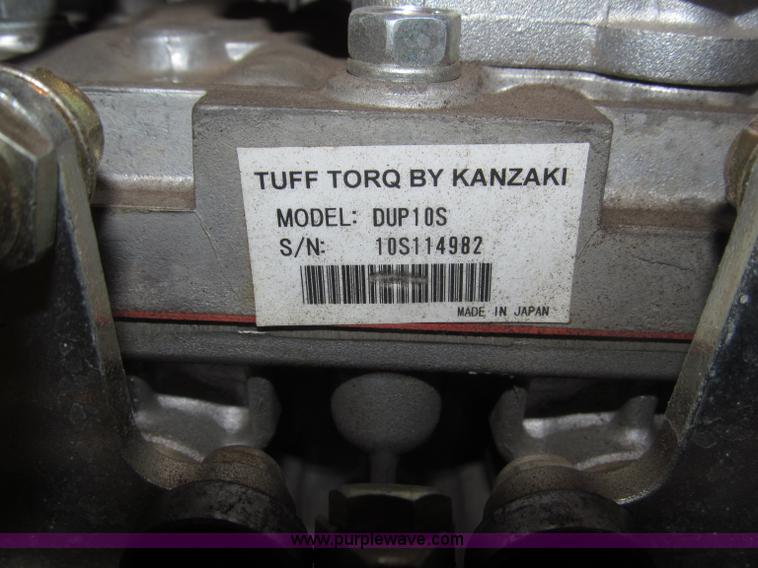 TUFF TORQ BY KANZAKI
MODEL: DUP10S
S/N: 10S114982
MADE IN JAPAN
www.purplewave.com